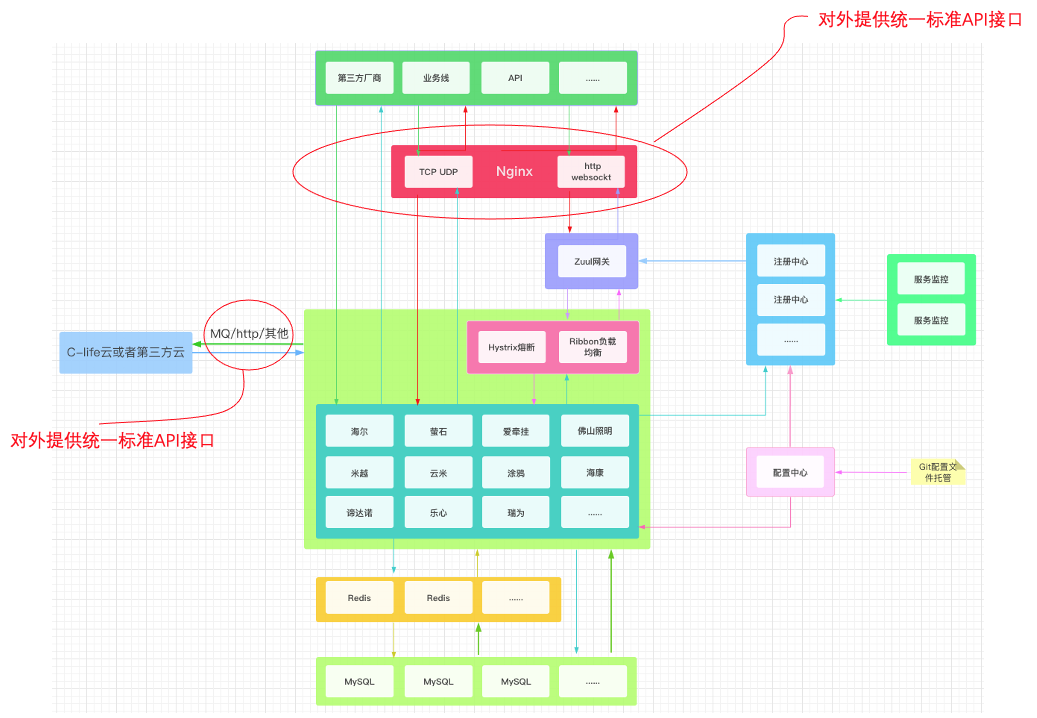 对外提供统一标准API接口
第三方厂商
业务线
API
......
TCP UDP
Nginx
http
websockt
Zuul网关
注册中心
注册中心
......
服务监控
服务监控
MQ/http/其他
C-life云或者第三方云
Hystrix熔断
Ribbon负载
均衡
对外提供统一标准API接口
海尔
萤石
爱牵挂
佛山照明
米越
云米
涂鸦
海康
谛达诺
乐心
瑞为
......
配置中心
Git配置文
件托管
Redis
Redis
......
MySQL
MySQL
MySQL
......